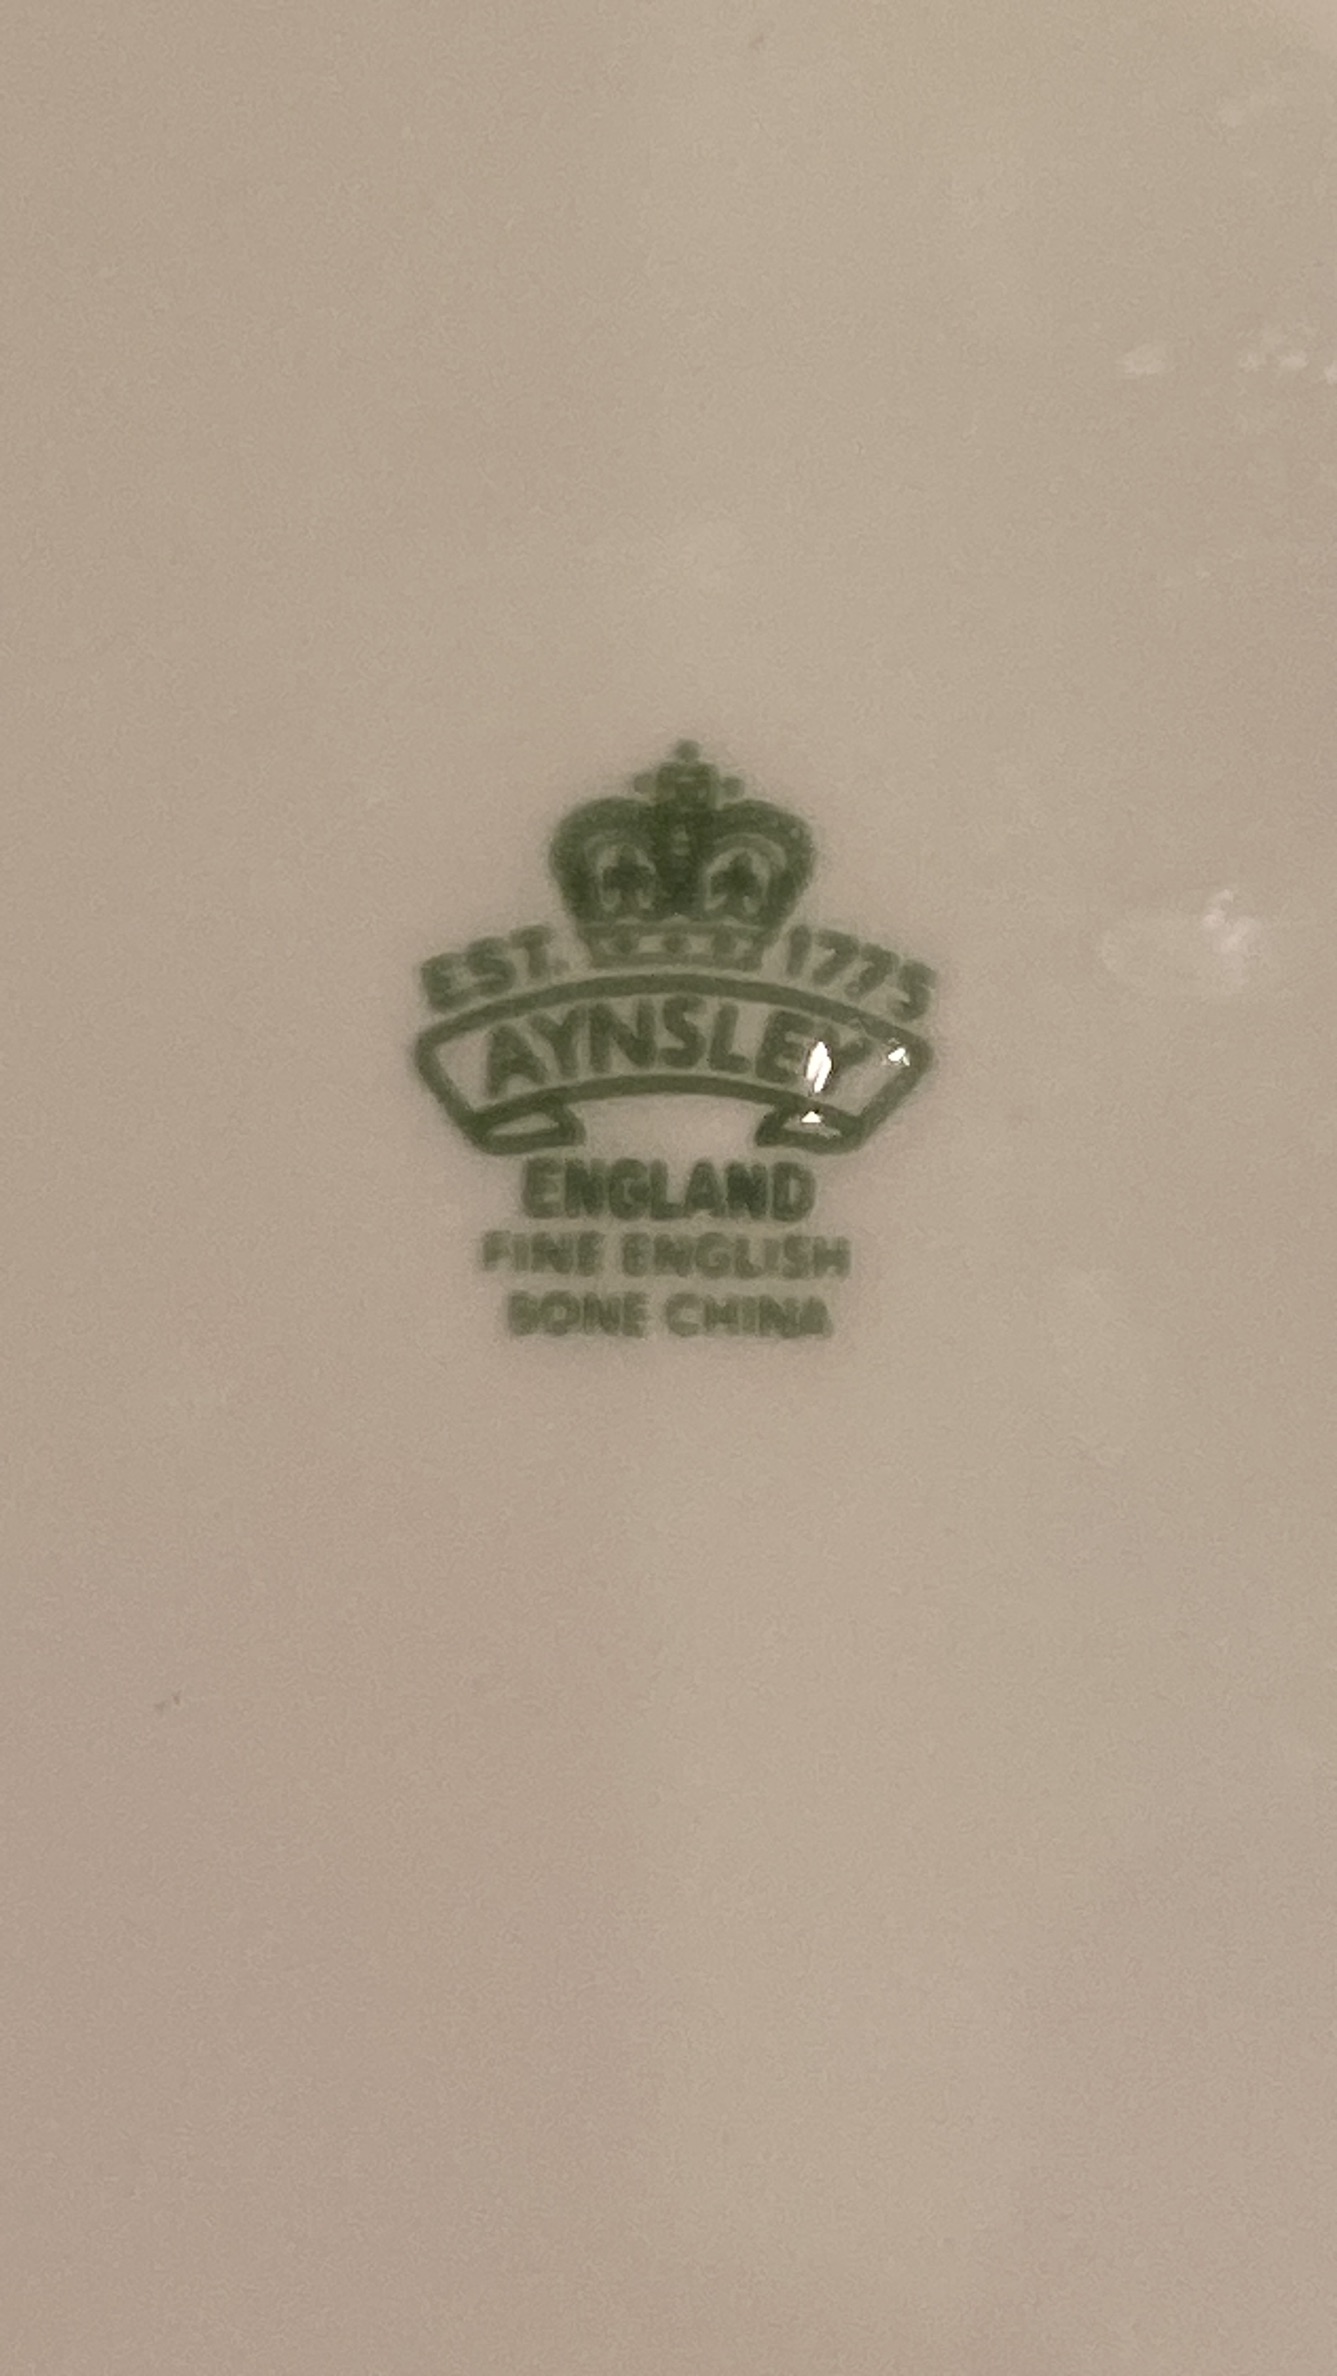 EST. 1775
AYNSLEY
ENGLAND
FINE ENGLISH
BONE CHINA